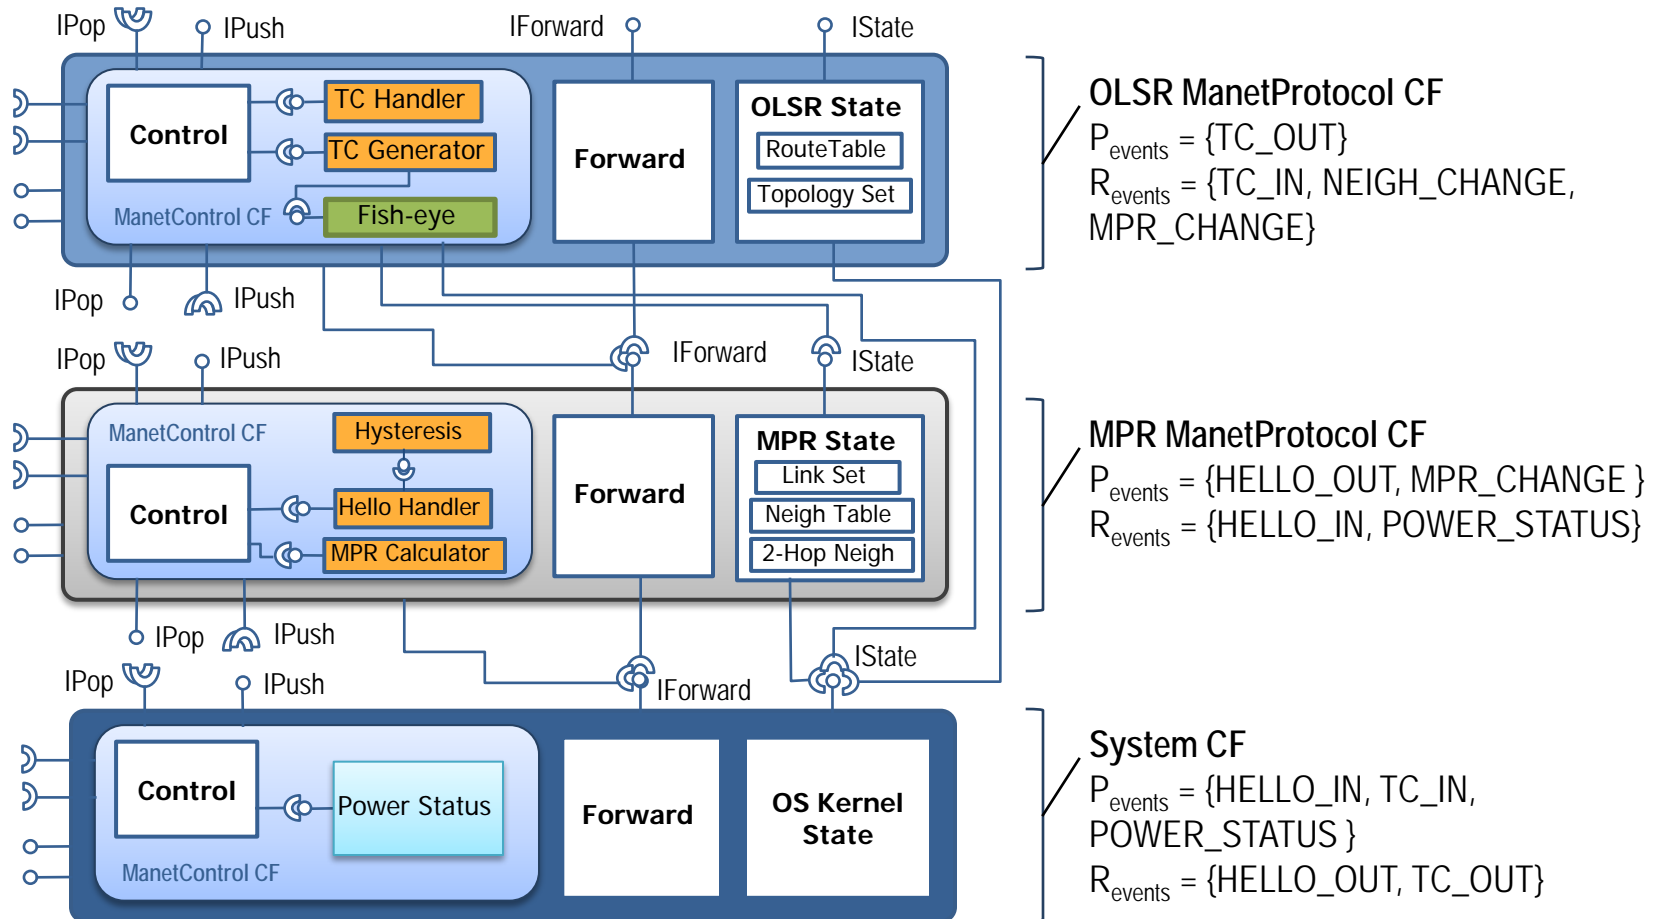 IPop
IPush
IForward
IState
Control
TC Handler
TC Generator
Fish-eye
ManetControl CF
Forward
OLSR State
RouteTable
Topology Set
OLSR ManetProtocol CF
Pevents = {TC_OUT}
Revents = {TC_IN, NEIGH_CHANGE,
MPR_CHANGE}
IPop
IPush
IPop
IPush
IForward
IState
ManetControl CF
Hysteresis
Control
Hello Handler
MPR Calculator
Forward
MPR State
Link Set
Neigh Table
2-Hop Neigh
MPR ManetProtocol CF
Pevents = {HELLO_OUT, MPR_CHANGE }
Revents = {HELLO_IN, POWER_STATUS}
IPop
IPush
IPop
IPush
IForward
IState
Control
Power Status
ManetControl CF
Forward
OS Kernel
State
System CF
Pevents = {HELLO_IN, TC_IN,
POWER_STATUS }
Revents = {HELLO_OUT, TC_OUT}